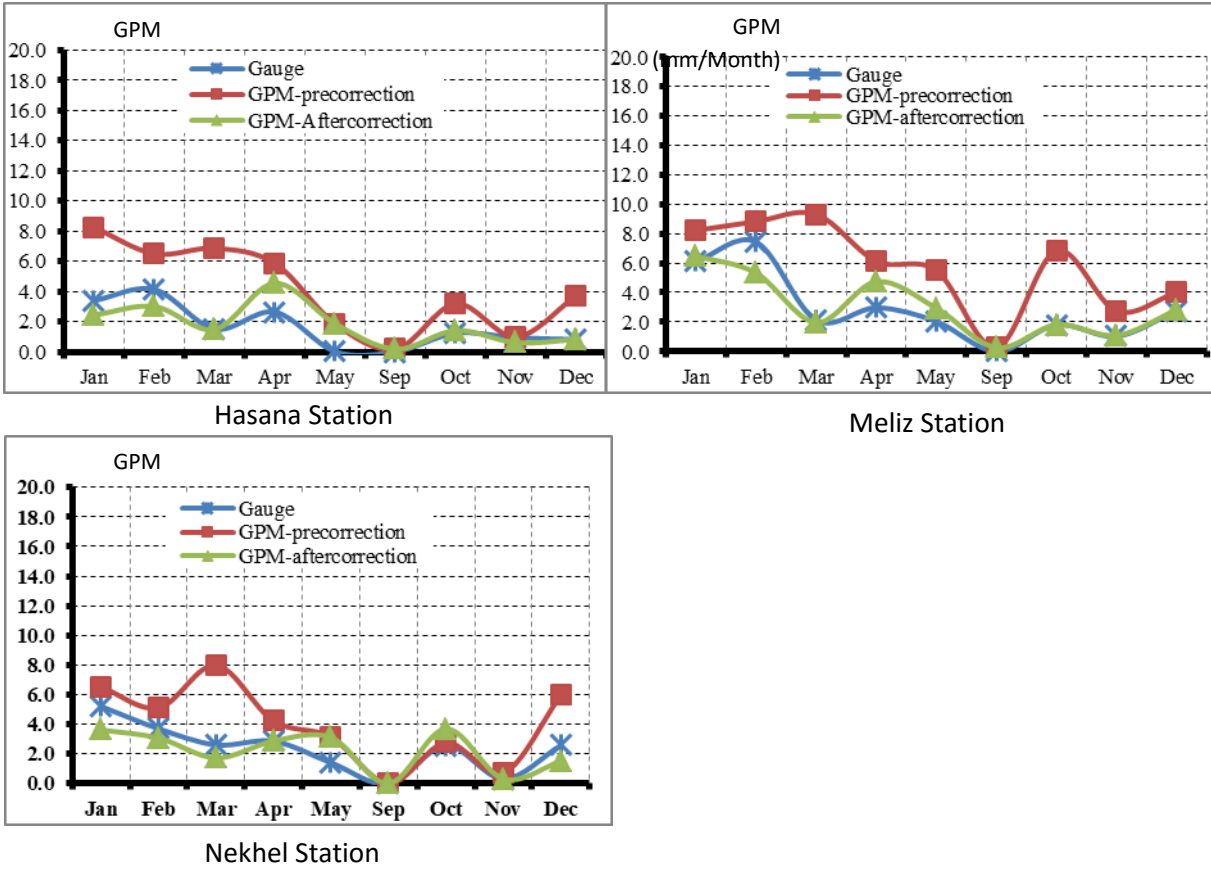 GPM
20.0
18.0
16.0
14.0
12.0
10.0
8.0
6.0
4.0
2.0
0.0
Gauge
GPM-precorrection
GPM-Aftercorrection
Jan Feb Mar Apr May Sep Oct Nov Dec
Hasana Station
GPM
(mm/Month)
20.0
18.0
16.0
14.0
12.0
10.0
8.0
6.0
4.0
2.0
0.0
Gauge
GPM-precorrection
GPM-aftercorrection
Jan Feb Mar Apr May Sep Oct Nov Dec
Meliz Station
GPM
20.0
18.0
16.0
14.0
12.0
10.0
8.0
6.0
4.0
2.0
0.0
Gauge
GPM-precorrection
GPM-aftercorrection
Jan Feb Mar Apr May Sep Oct Nov Dec
Nekhel Station